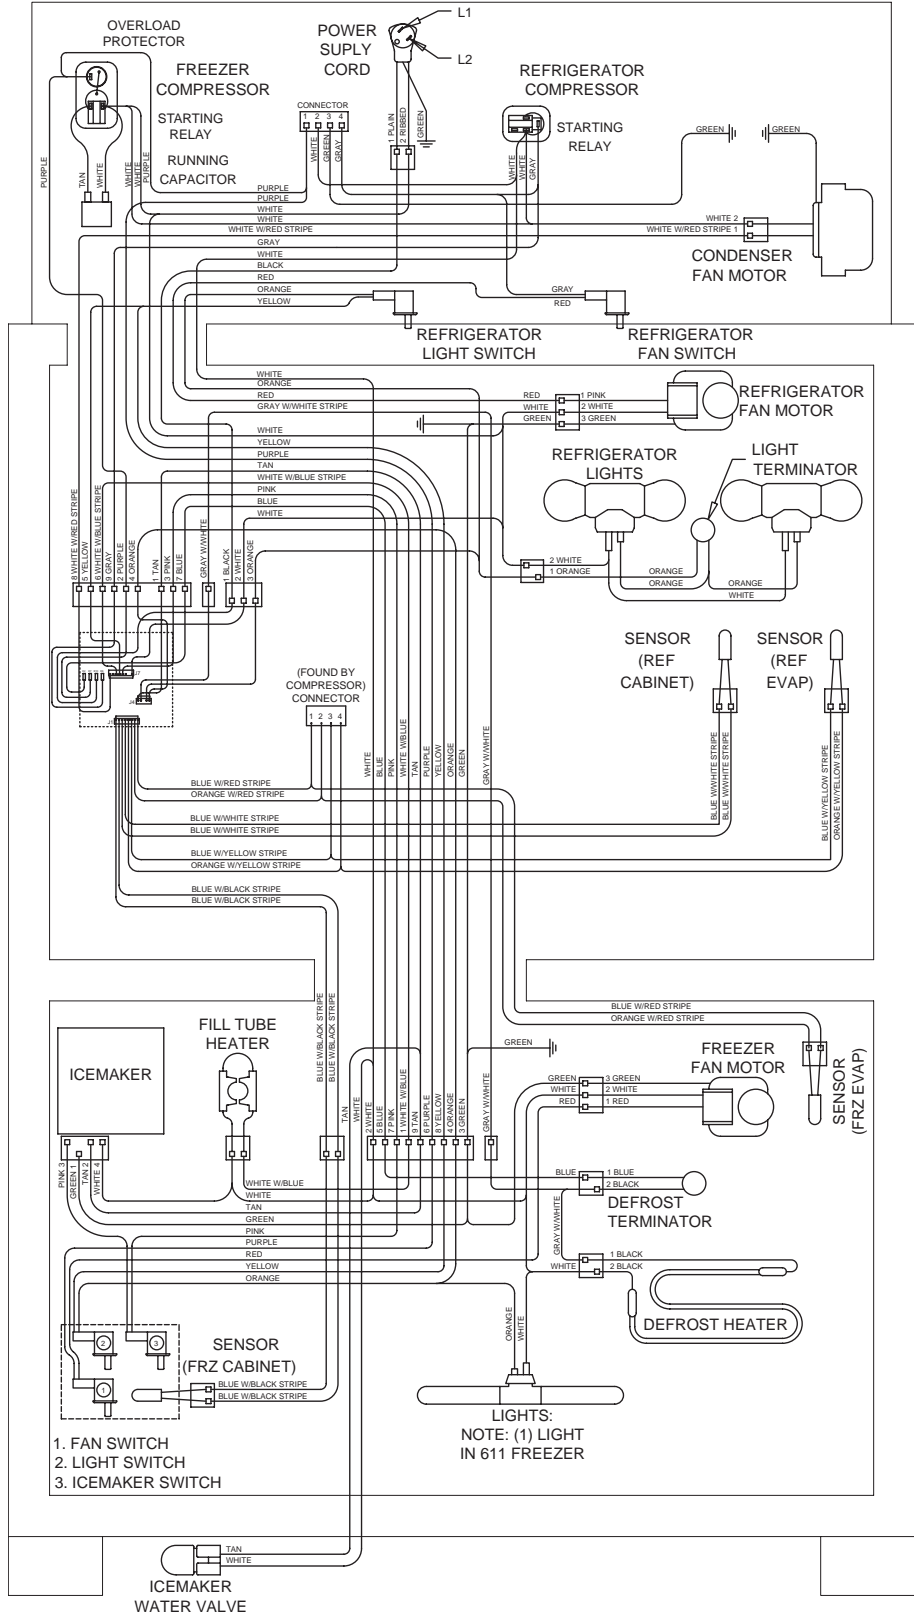 OVERLOAD
PROTECTOR
FREEZER
COMPRESSOR
STARTING
RELAY
RUNNING
CAPACITOR
POWER
SUPLY
CORD
L1
L2
CONNECTOR
1 2 3 4
WHITE
GREEN
GRAY
1 PLAIN
2 RIBBED
GREEN
REFRIGERATOR
COMPRESSOR
STARTING
RELAY
WHITE
WHITE
GRAY
GREEN
GREEN
PURPLE
TAN
WHITE
WHITE
WHITE
PURPLE
PURPLE
PURPLE
WHITE
WHITE
WHITE W/RED STRIPE
GRAY
WHITE
BLACK
RED
ORANGE
YELLOW
WHITE 2
WHITE W/RED STRIPE 1
CONDENSER
FAN MOTOR
GRAY
RED
REFRIGERATOR
LIGHT SWITCH
REFRIGERATOR
FAN SWITCH
WHITE
ORANGE
RED
GRAY W/WHITE STRIPE
WHITE
YELLOW
PURPLE
TAN
WHITE W/BLUE STRIPE
PINK
BLUE
WHITE
RED
WHITE
GREEN
1 PINK
2 WHITE
3 GREEN
REFRIGERATOR
FAN MOTOR
REFRIGERATOR
LIGHTS
LIGHT
TERMINATOR
2 WHITE
1 ORANGE
ORANGE
ORANGE
ORANGE
WHITE
8 WHITE W/RED STRIPE
5 YELLOW
6 WHITE W/BLUE STRIPE
9 GRAY
2 PURPLE
4 ORANGE
1 TAN
3 PINK
7 BLUE
GRAY W/WHITE
1 BLACK
2 WHITE
3 ORANGE
J7
J4
J1
(FOUND BY
COMPRESSOR)
CONNECTOR
1 2 3 4
SENSOR
(REF
CABINET)
SENSOR
(REF
EVAP)
BLUE W/WHITE STRIPE
BLUE W/WHITE STRIPE
BLUE W/YELLOW STRIPE
ORANGE W/YELLOW STRIPE
WHITE
BLUE
PINK
WHITE W/BLUE
TAN
PURPLE
YELLOW
ORANGE
GREEN
GRAY W/WHITE
BLUE W/RED STRIPE
ORANGE W/RED STRIPE
BLUE W/WHITE STRIPE
BLUE W/WHITE STRIPE
BLUE W/YELLOW STRIPE
ORANGE W/YELLOW STRIPE
BLUE W/BLACK STRIPE
BLUE W/BLACK STRIPE
BLUE W/RED STRIPE
ORANGE W/RED STRIPE
ICEMAKER
FILL TUBE
HEATER
BLUE W/BLACK STRIPE
BLUE W/BLACK STRIPE
TAN
WHITE
2 WHITE
5 BLUE
7 PINK
1 WHITE W/BLUE
9 TAN
6 PURPLE
8 YELLOW
4 ORANGE
3 GREEN
GRAY W/WHITE
GREEN
GREEN
WHITE
RED
3 GREEN
2 WHITE
1 RED
FREEZER
FAN MOTOR
SENSOR
(FRZ EVAP)
PINK 3
GREEN 1
TAN 2
WHITE 4
WHITE W/BLUE
WHITE
TAN
GREEN
PINK
PURPLE
RED
YELLOW
ORANGE
BLUE
1 BLUE
2 BLACK
DEFROST
TERMINATOR
GRAY W/WHITE
WHITE
1 BLACK
2 BLACK
DEFROST HEATER
ORANGE
WHITE
2
3
1
SENSOR
(FRZ CABINET)
BLUE W/BLACK STRIPE
BLUE W/BLACK STRIPE
LIGHTS:
NOTE: (1) LIGHT
IN 611 FREEZER
1. FAN SWITCH
2. LIGHT SWITCH
3. ICEMAKER SWITCH
TAN
WHITE
ICEMAKER
WATER VALVE